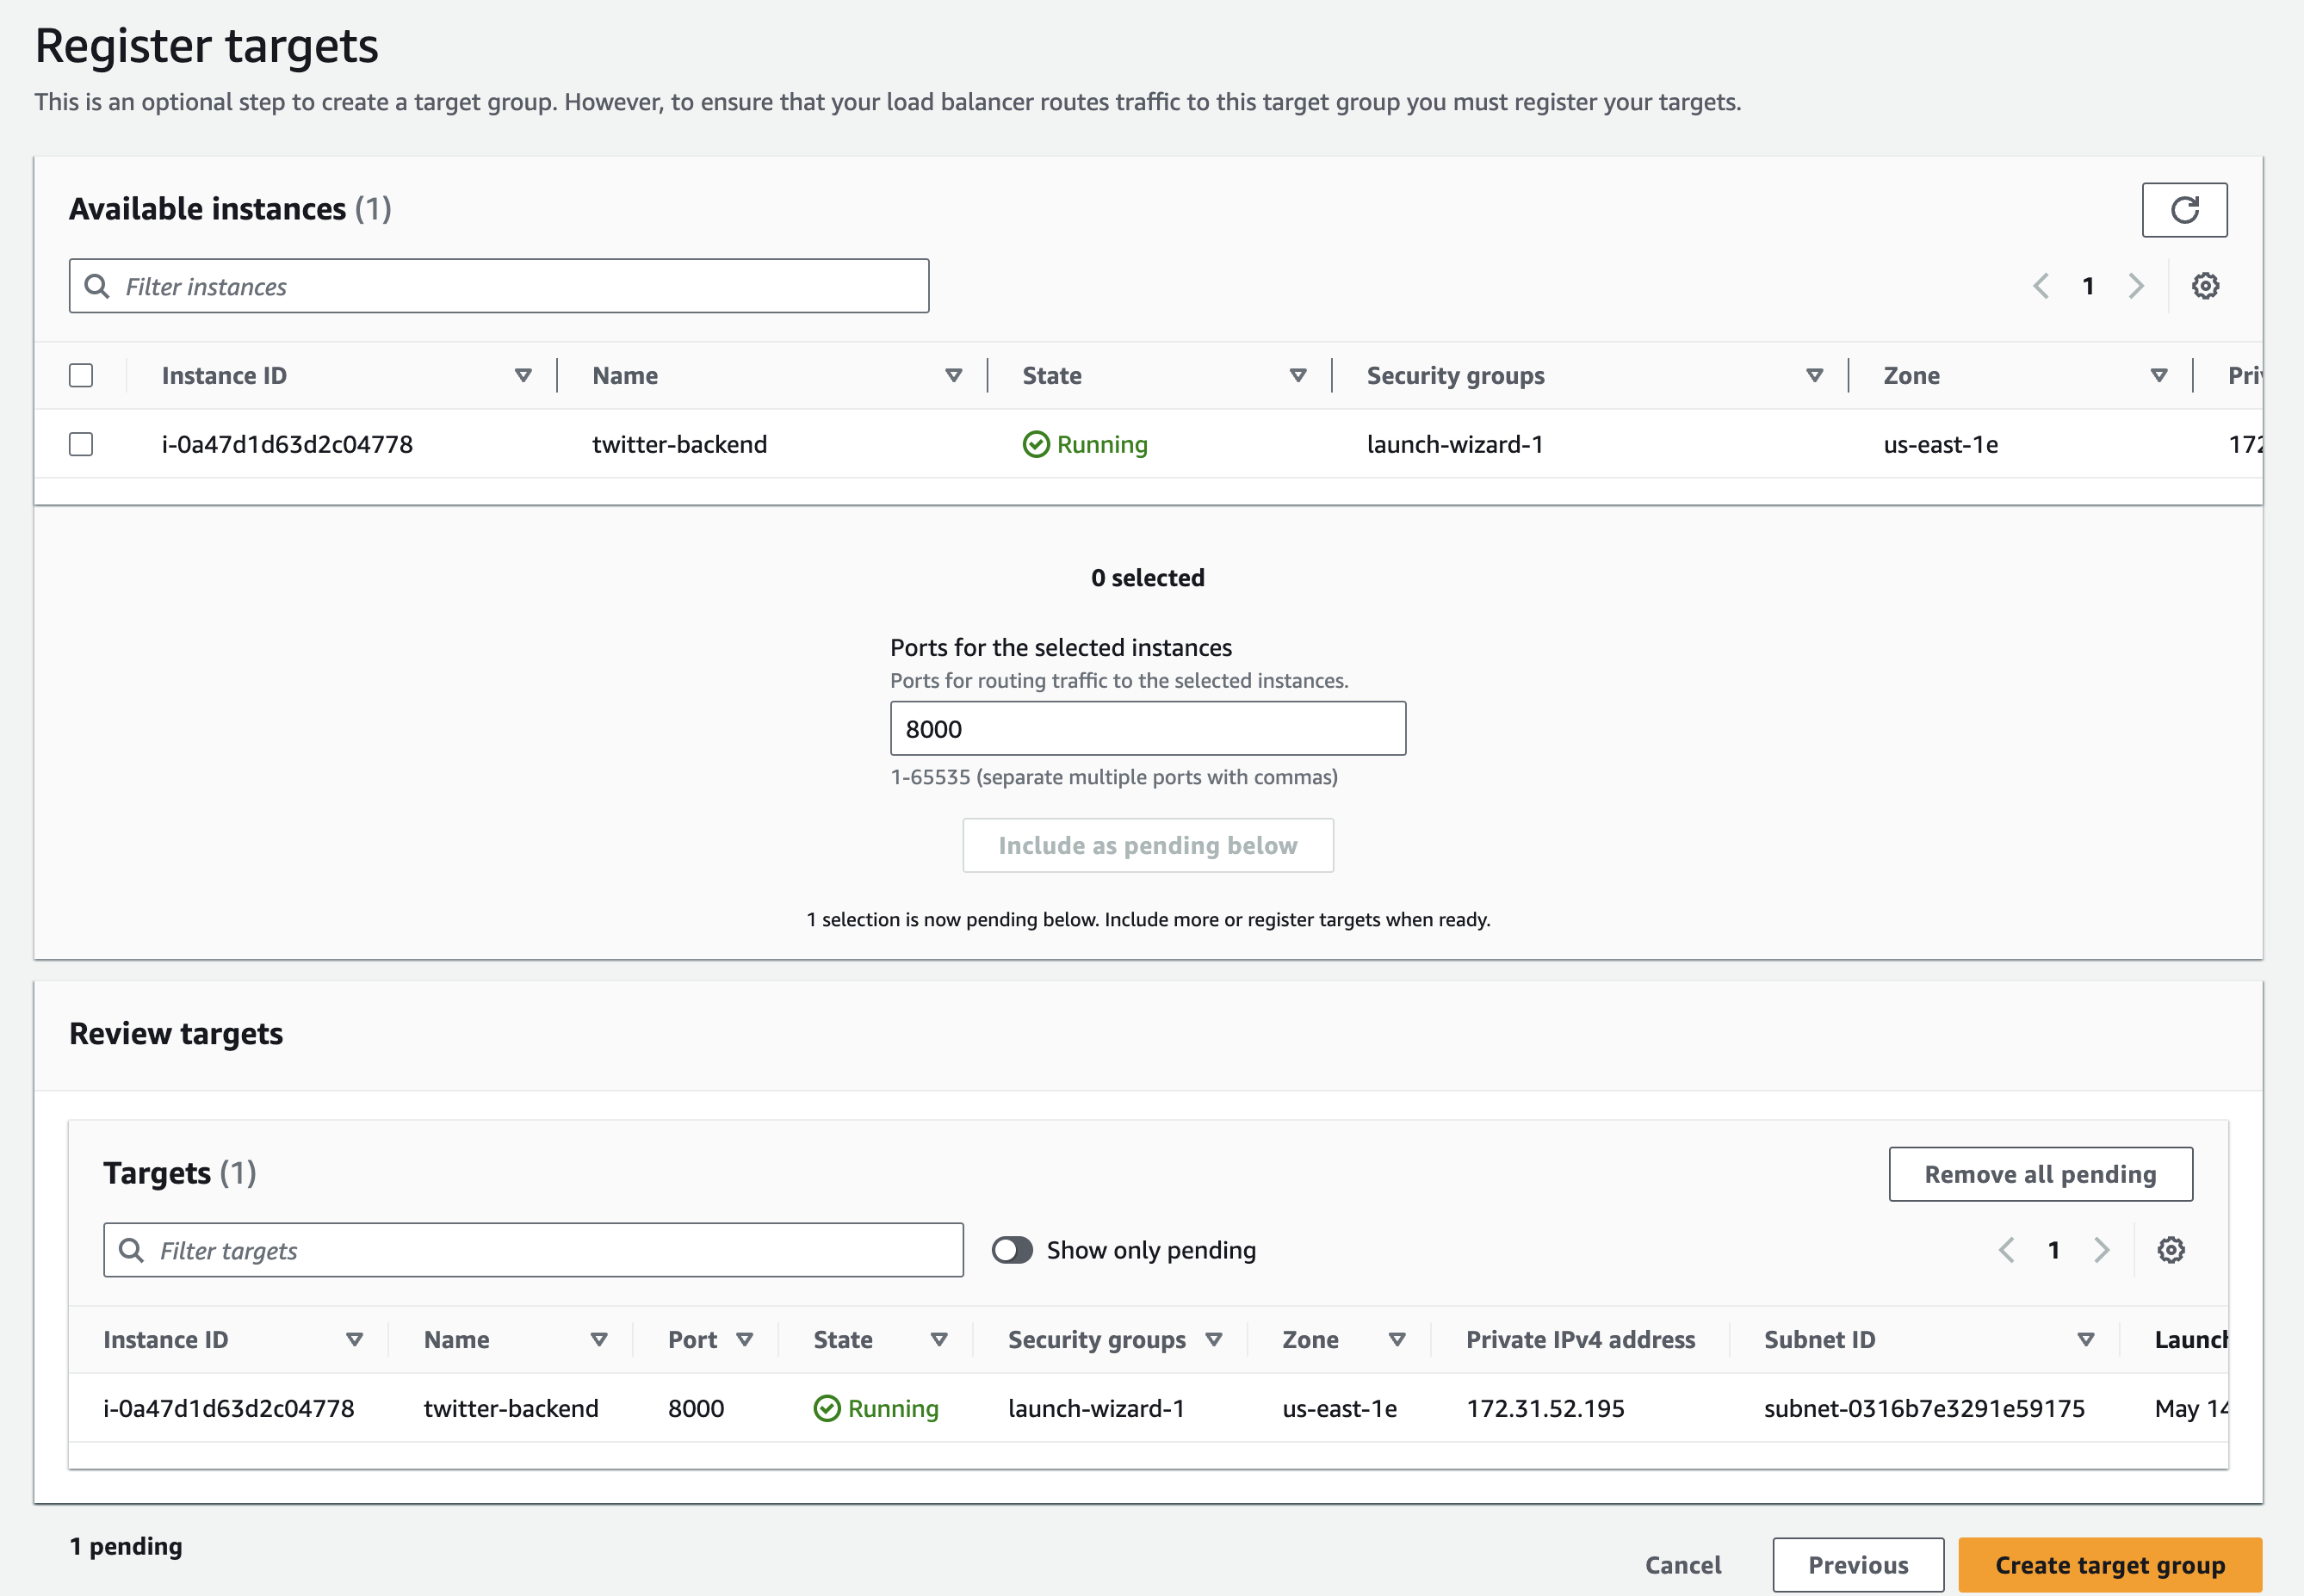 Register targets
This is an optional step to create a target group. However, to ensure that your load balancer routes traffic to this target group you must register your targets.
Available instances (1)
Filter instances
1
Instance ID Name State Security groups Zone Pri
i-0a47d1d63d2c04778 twitter-backend Running launch-wizard-1 us-east-1e 172
0 selected
Ports for the selected instances
Ports for routing traffic to the selected instances.
8000
1-65535 (separate multiple ports with commas)
Include as pending below
1 selection is now pending below. Include more or register targets when ready.
Review targets
Targets (1)
Remove all pending
Filter targets Show only pending 1
Instance ID Name Port State Security groups Zone Private IPv4 address Subnet ID Launch
i-0a47d1d63d2c04778 twitter-backend 8000 Running launch-wizard-1 us-east-1e 172.31.52.195 subnet-0316b7e3291e59175 May 14
1 pending
Cancel Previous Create target group